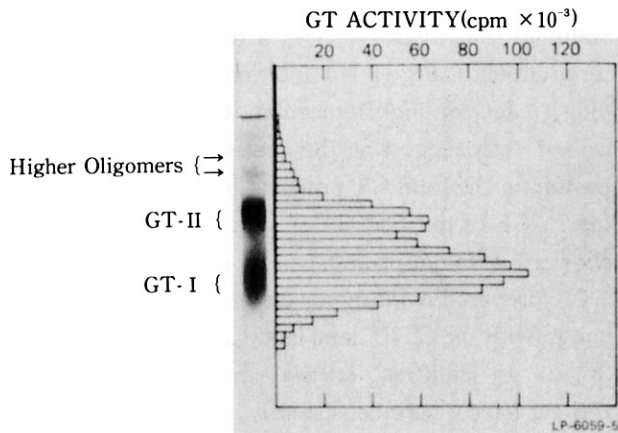 GT ACTIVITY(cpm ×10⁻³)
20 40 60 80 100 120
Higher Oligomers {
GT-II {
GT-I {
LP-6059-5